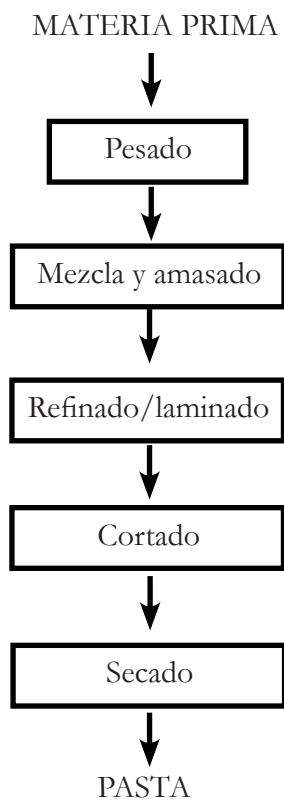 MATERIA PRIMA
Pesado
Mezcla y amasado
Refinado/laminado
Cortado
Secado
PASTA